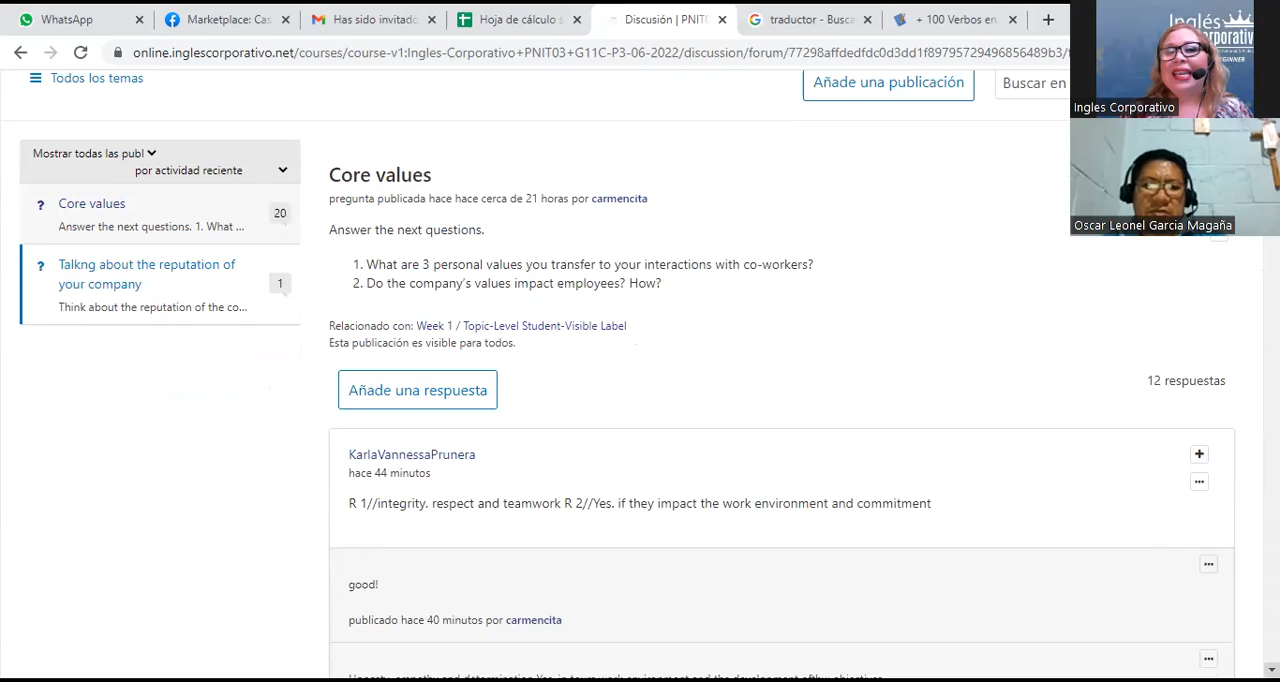 WhatsApp
Marketplace: Cas
Has sido invitado
Hoja de cálculo s
Discusión | PNIT0
traductor - Busca
+ 100 Verbos en
online.inglescorporativo.net/courses/course-v1:Ingles-Corporativo+PNIT03+G11C-P3-06-2022/discussion/forum/77298affdedfdc0d3dd1f89795729496856489b3/
Inglés
BEGINNER
Ingles Corporativo
Oscar Leonel Garcia Magaña
Todos los temas
Añade una publicación
Buscar en
Mostrar todas las publ
por actividad reciente
? Core values
20
Answer the next questions. 1. What ...
? Talkng about the reputation of
your company
1
Think about the reputation of the co...
Core values
pregunta publicada hace hace cerca de 21 horas por carmencita
Answer the next questions.
1. What are 3 personal values you transfer to your interactions with co-workers?
2. Do the company's values impact employees? How?
Relacionado con: Week 1 / Topic-Level Student-Visible Label
Esta publicación es visible para todos.
Añade una respuesta
12 respuestas
KarlaVannessaPrunera
hace 44 minutos
R 1//integrity. respect and teamwork R 2//Yes. if they impact the work environment and commitment
good!
publicado hace 40 minutos por carmencita